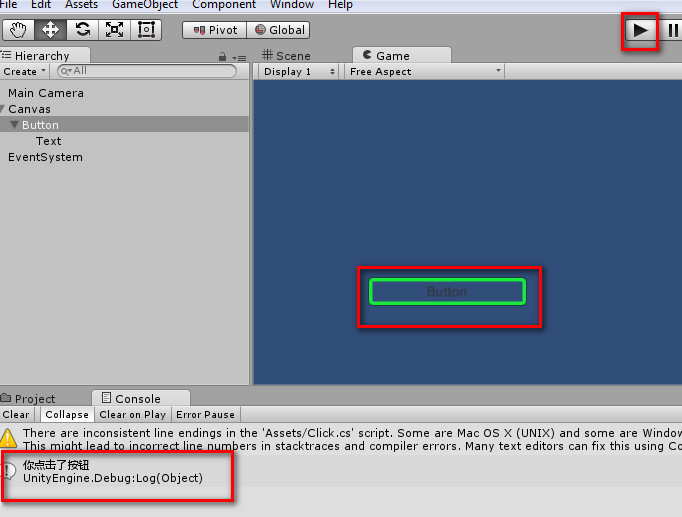 File Edit Assets GameObject Component Window Help
Pivot Global
Hierarchy
Create All
Main Camera
Canvas
Button
Text
EventSystem
Scene Game
Display 1 Free Aspect
Button
Project Console
Clear Collapse Clear on Play Error Pause
There are inconsistent line endings in the 'Assets/Click.cs' script. Some are Mac OS X (UNIX) and some are
This might lead to incorrect line numbers in stacktraces and compiler errors. Many text editors can fix this using
你点击了按钮
UnityEngine.Debug:Log(Object)